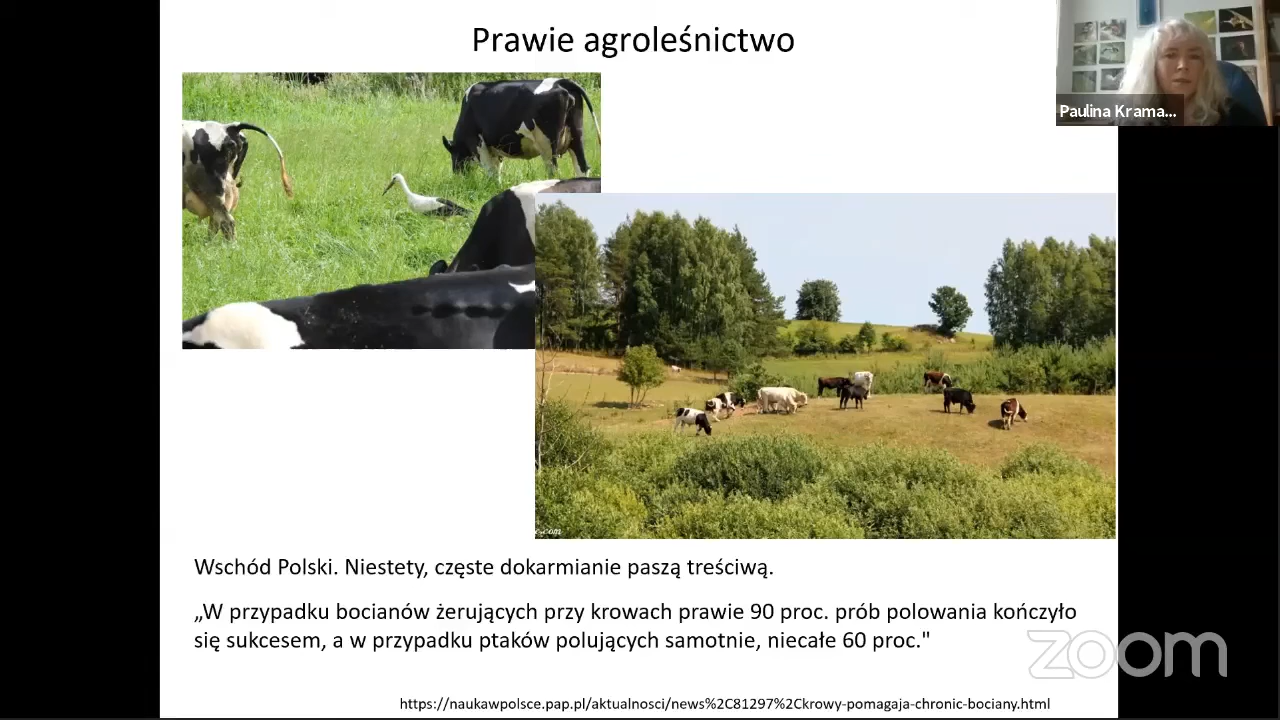 Prawie agroleśnictwo
Paulina Krama...
e.com
Wschód Polski. Niestety, częste dokarmianie paszą treściwą.
„W przypadku bocianów żerujących przy krowach prawie 90 proc. prób polowania kończyło
się sukcesem, a w przypadku ptaków polujących samotnie, niecałe 60 proc."
zoom
https://naukawpolsce.pap.pl/aktualnosci/news%2C81297%2Ckrowy-pomagaja-chronic-bociany.html